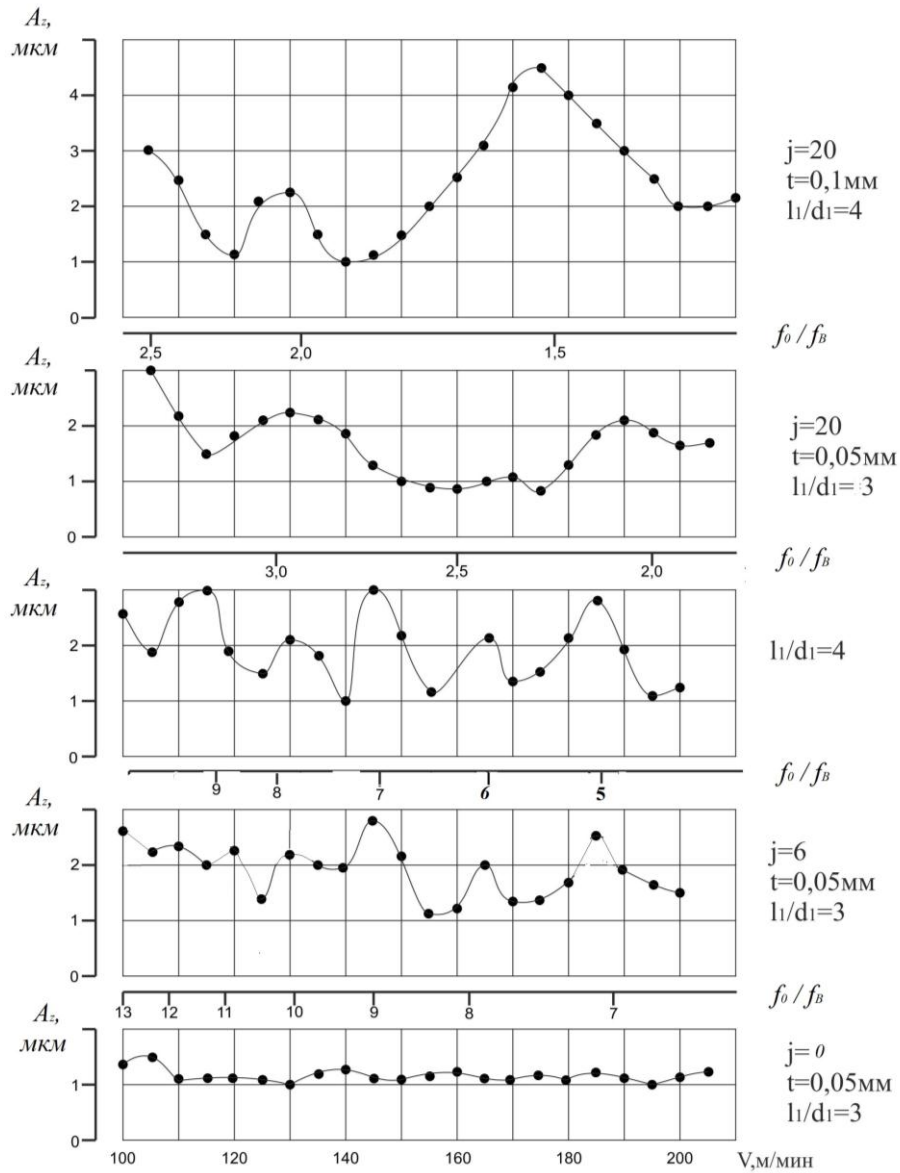 Az,
мкм
4
3
2
1
0
j=20
t=0,1мм
l1/d1=4
2,5 2,0 1,5 f0 / fВ
Az,
мкм
2
1
0
j=20
t=0,05мм
l1/d1= 3
3,0 2,5 2,0 f0 / fВ
Az,
мкм
2
1
0
l1/d1=4
9 8 7 6 5 f0 / fВ
Az,
мкм
2
1
0
j=6
t=0,05мм
l1/d1=3
13 12 11 10 9 8 7 f0 / fВ
Az,
мкм
1
0
j= 0
t=0,05мм
l1/d1=3
100 120 140 160 180 200 V,м/мин